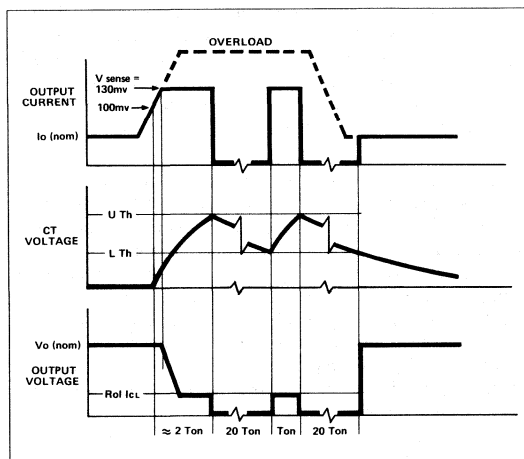 OVERLOAD
V sense =
130mv
OUTPUT
CURRENT
100mv
Io (nom)
U Th
CT
VOLTAGE
L Th
Vo (nom)
OUTPUT
VOLTAGE
Rol ICL
≈ 2 Ton
20 Ton
Ton
20 Ton